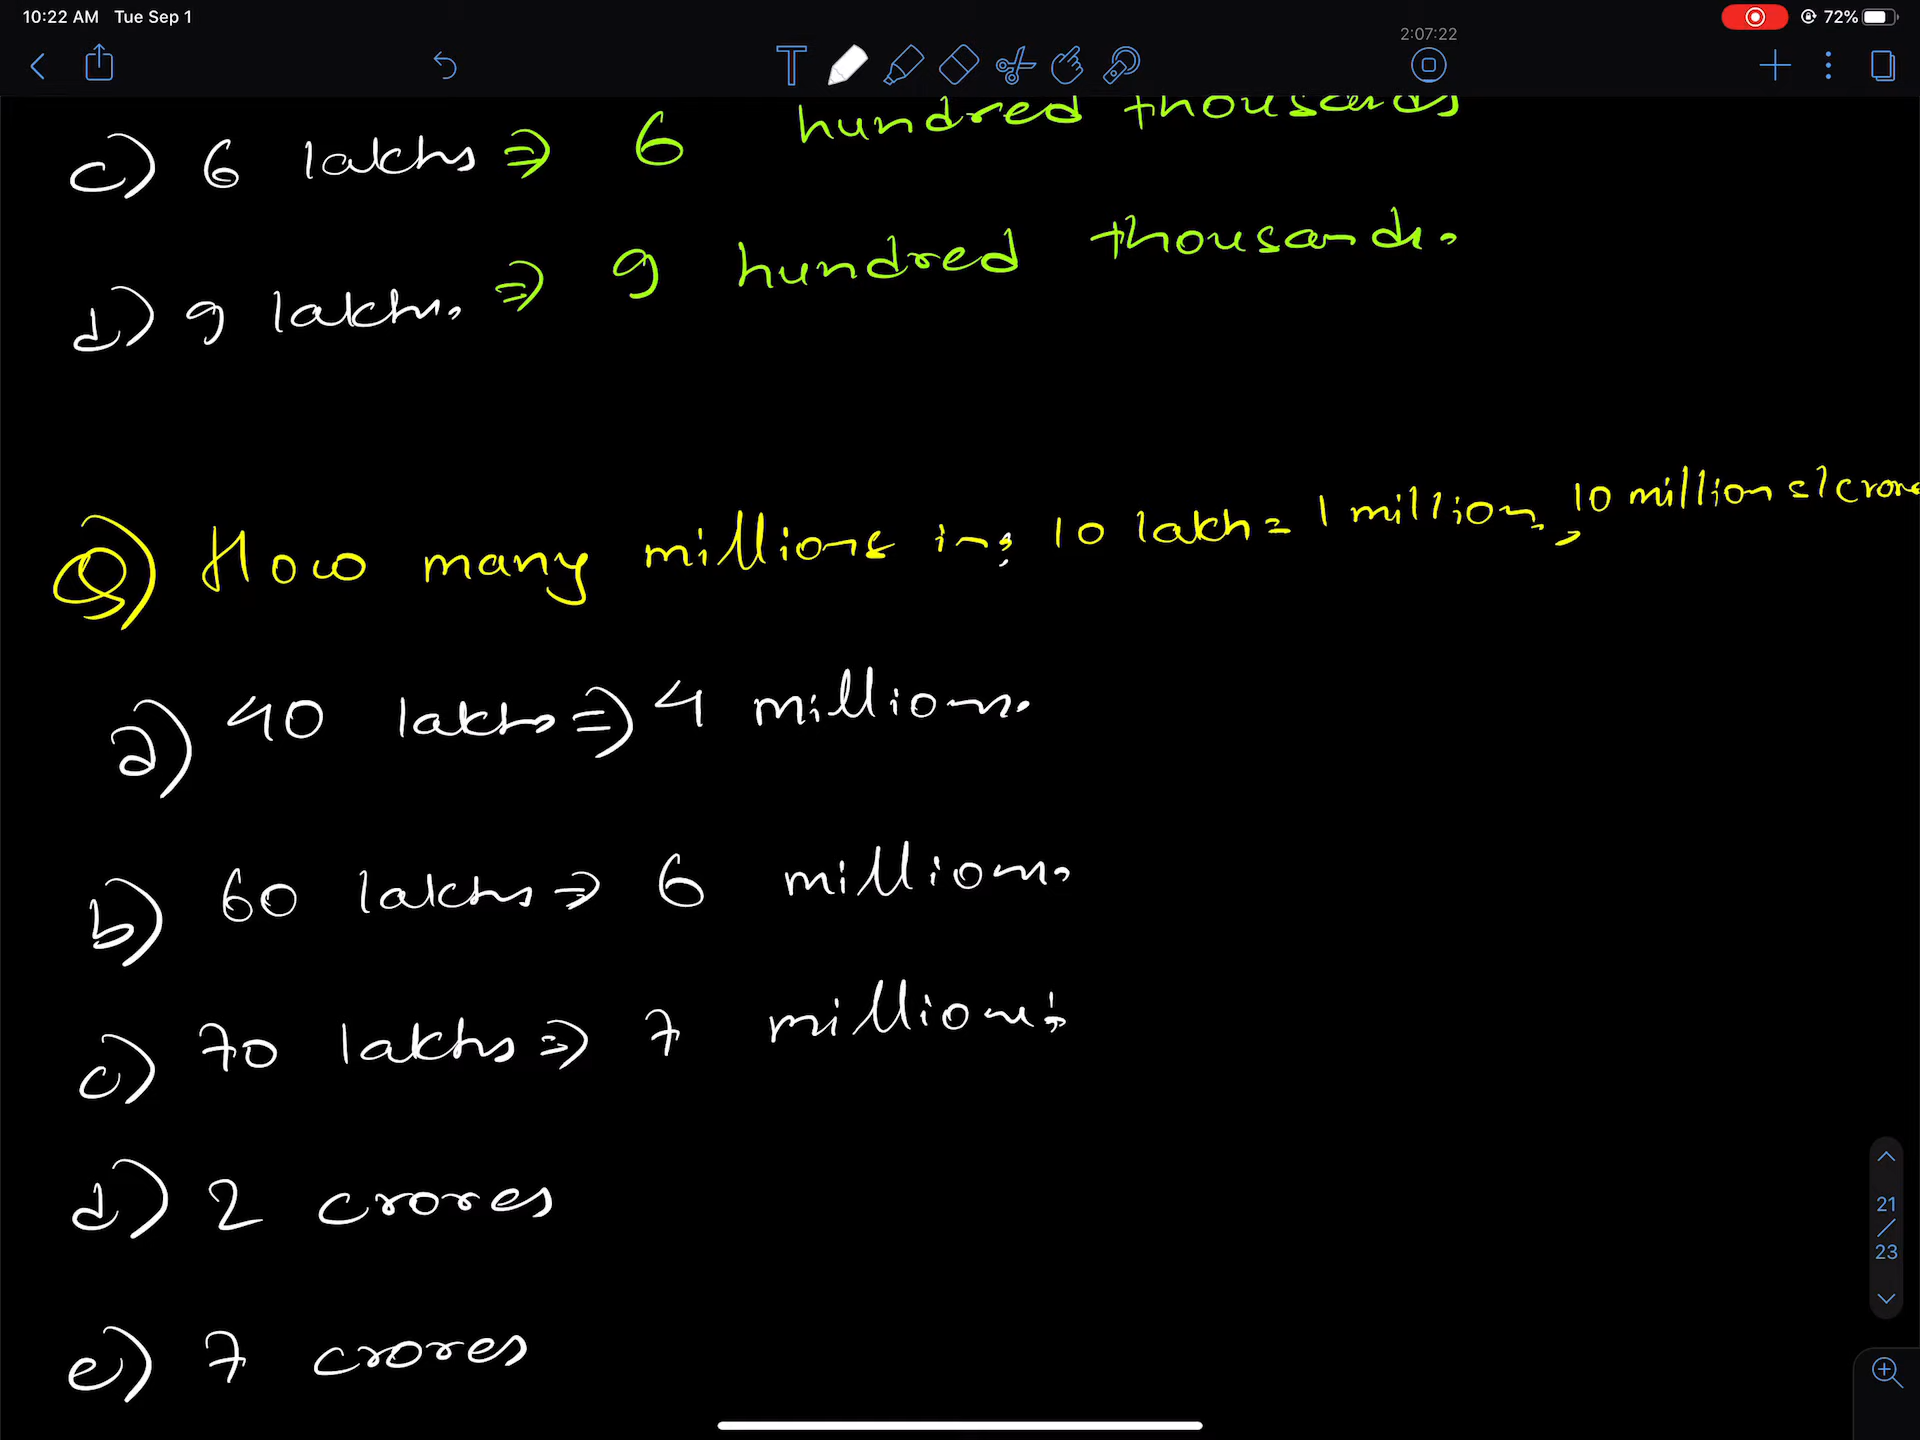 10:22 AM Tue Sep 1
72%
2:07:22
c) 6 lakhs ⇒ 6 hundred thousands
d) 9 lakhs. ⇒ 9 hundred thousands.
Q) How many millions in; 10 lakh = 1 million, 10 million = 1 crore
a) 40 lakhs ⇒ 4 millions.
b) 60 lakhs ⇒ 6 millions.
c) 70 lakhs ⇒ 7 millions
d) 2 crores
e) 7 crores
21
/
23